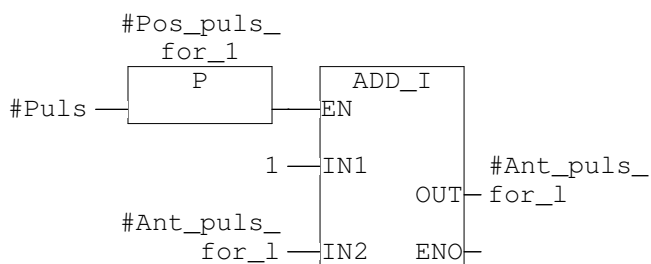 #Pos_puls_
for_1
P
ADD_I
#Puls
EN
1
IN1
#Ant_puls_
OUT
for_l
#Ant_puls_
for_l
IN2
ENO